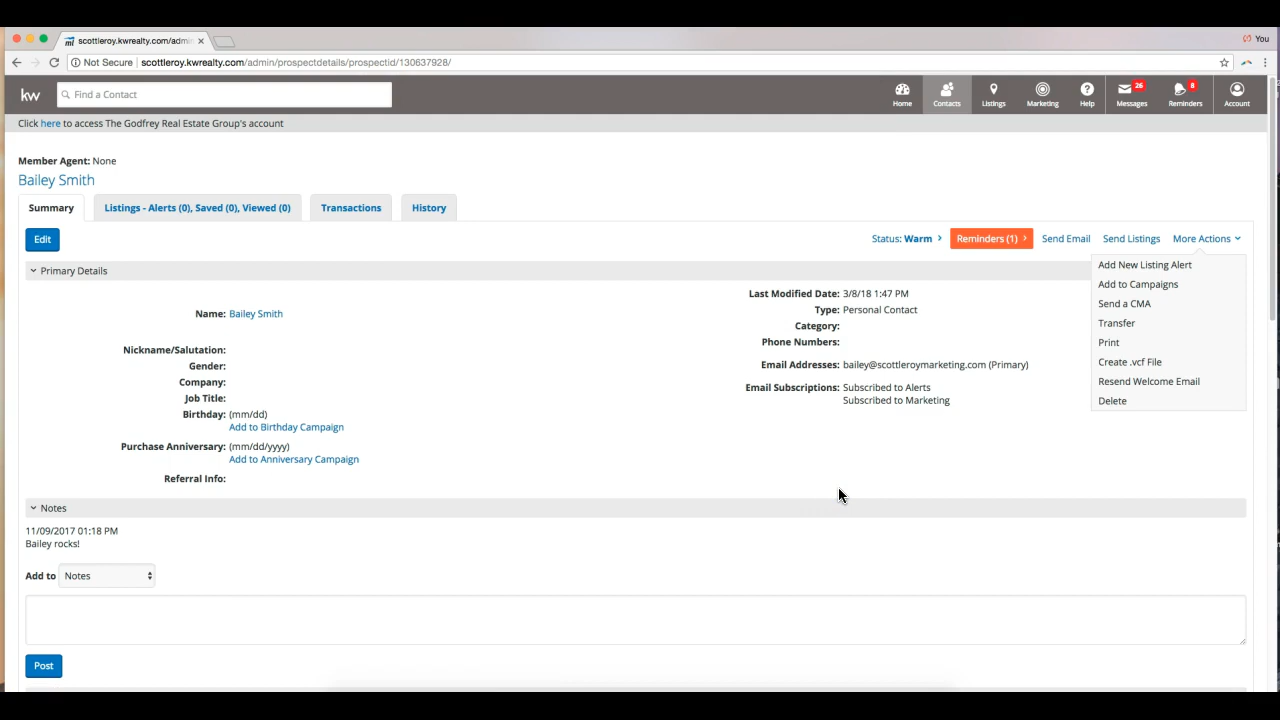 scottleroy.kwrealty.com/admi
You
Not Secure | scottleroy.kwrealty.com/admin/prospectdetails/prospectid/130637928/
kw
Find a Contact
Home
Contacts
Listings
Marketing
Help
26
Messages
8
Reminders
Account
Click here to access The Godfrey Real Estate Group's account
Member Agent: None
Bailey Smith
Summary
Listings - Alerts (0), Saved (0), Viewed (0)
Transactions
History
Edit
Status: Warm
Reminders (1)
Send Email
Send Listings
More Actions
Add New Listing Alert
Add to Campaigns
Send a CMA
Transfer
Print
Create .vcf File
Resend Welcome Email
Delete
Primary Details
Name: Bailey Smith
Nickname/Salutation:
Gender:
Company:
Job Title:
Birthday: (mm/dd)
Add to Birthday Campaign
Purchase Anniversary: (mm/dd/yyyy)
Add to Anniversary Campaign
Referral Info:
Last Modified Date: 3/8/18 1:47 PM
Type: Personal Contact
Category:
Phone Numbers:
Email Addresses: bailey@scottleroymarketing.com (Primary)
Email Subscriptions: Subscribed to Alerts
Subscribed to Marketing
Notes
11/09/2017 01:18 PM
Bailey rocks!
Add to Notes
Post